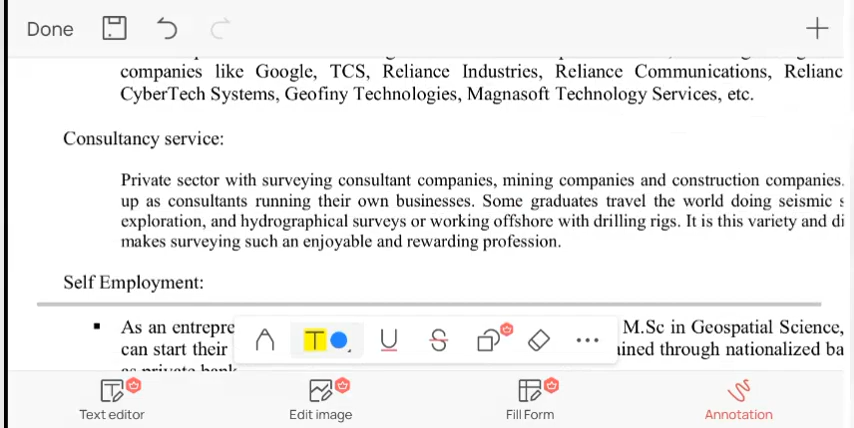 Done
companies like Google, TCS, Reliance Industries, Reliance Communications, Relianc
CyberTech Systems, Geofiny Technologies, Magnasoft Technology Services, etc.
Consultancy service:
Private sector with surveying consultant companies, mining companies and construction companies.
up as consultants running their own businesses. Some graduates travel the world doing seismic s
exploration, and hydrographical surveys or working offshore with drilling rigs. It is this variety and di
makes surveying such an enjoyable and rewarding profession.
Self Employment:
▪ As an entrepre M.Sc in Geospatial Science,
can start their ained through nationalized ba
Text editor
Edit image
Fill Form
Annotation